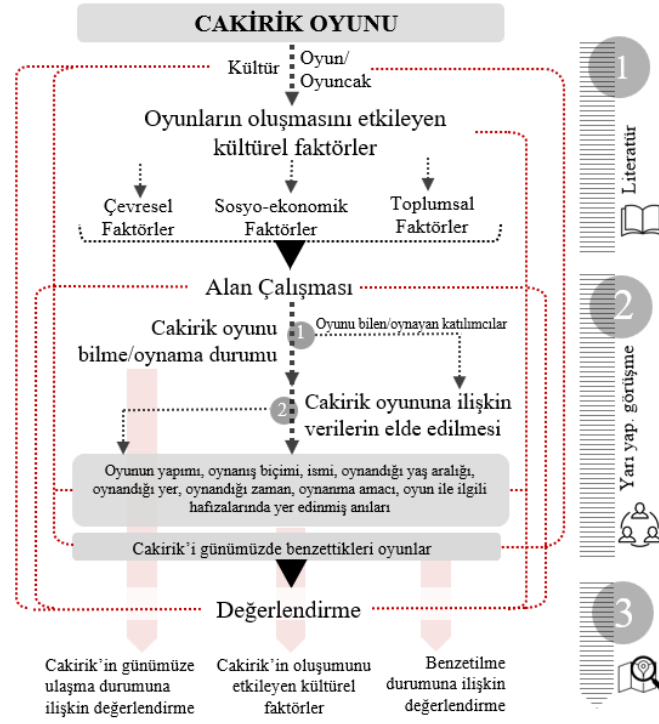 CAKİRİK OYUNU
Kültür
Oyun/
Oyuncak
Oyunların oluşmasını etkileyen
kültürel faktörler
Çevresel
Faktörler
Sosyo-ekonomik
Faktörler
Toplumsal
Faktörler
Alan Çalışması
Cakirik oyunu
bilme/oynama durumu
1
Oyunu bilen/oynayan katılımcılar
2
Cakirik oyununa ilişkin
verilerin elde edilmesi
Oyunun yapımı, oynanış biçimi, ismi, oynandığı yaş aralığı,
oynandığı yer, oynandığı zaman, oynanma amacı, oyun ile ilgili
hafızalarında yer edinmiş anıları
Cakirik'i günümüzde benzettikleri oyunlar
Değerlendirme
Cakirik'in günümüze
ulaşma durumuna
ilişkin değerlendirme
Cakirik'in oluşumunu
etkileyen kültürel
faktörler
Benzetilme
durumuna ilişkin
değerlendirme
1
Literatür
2
Yarı yap. görüşme
3